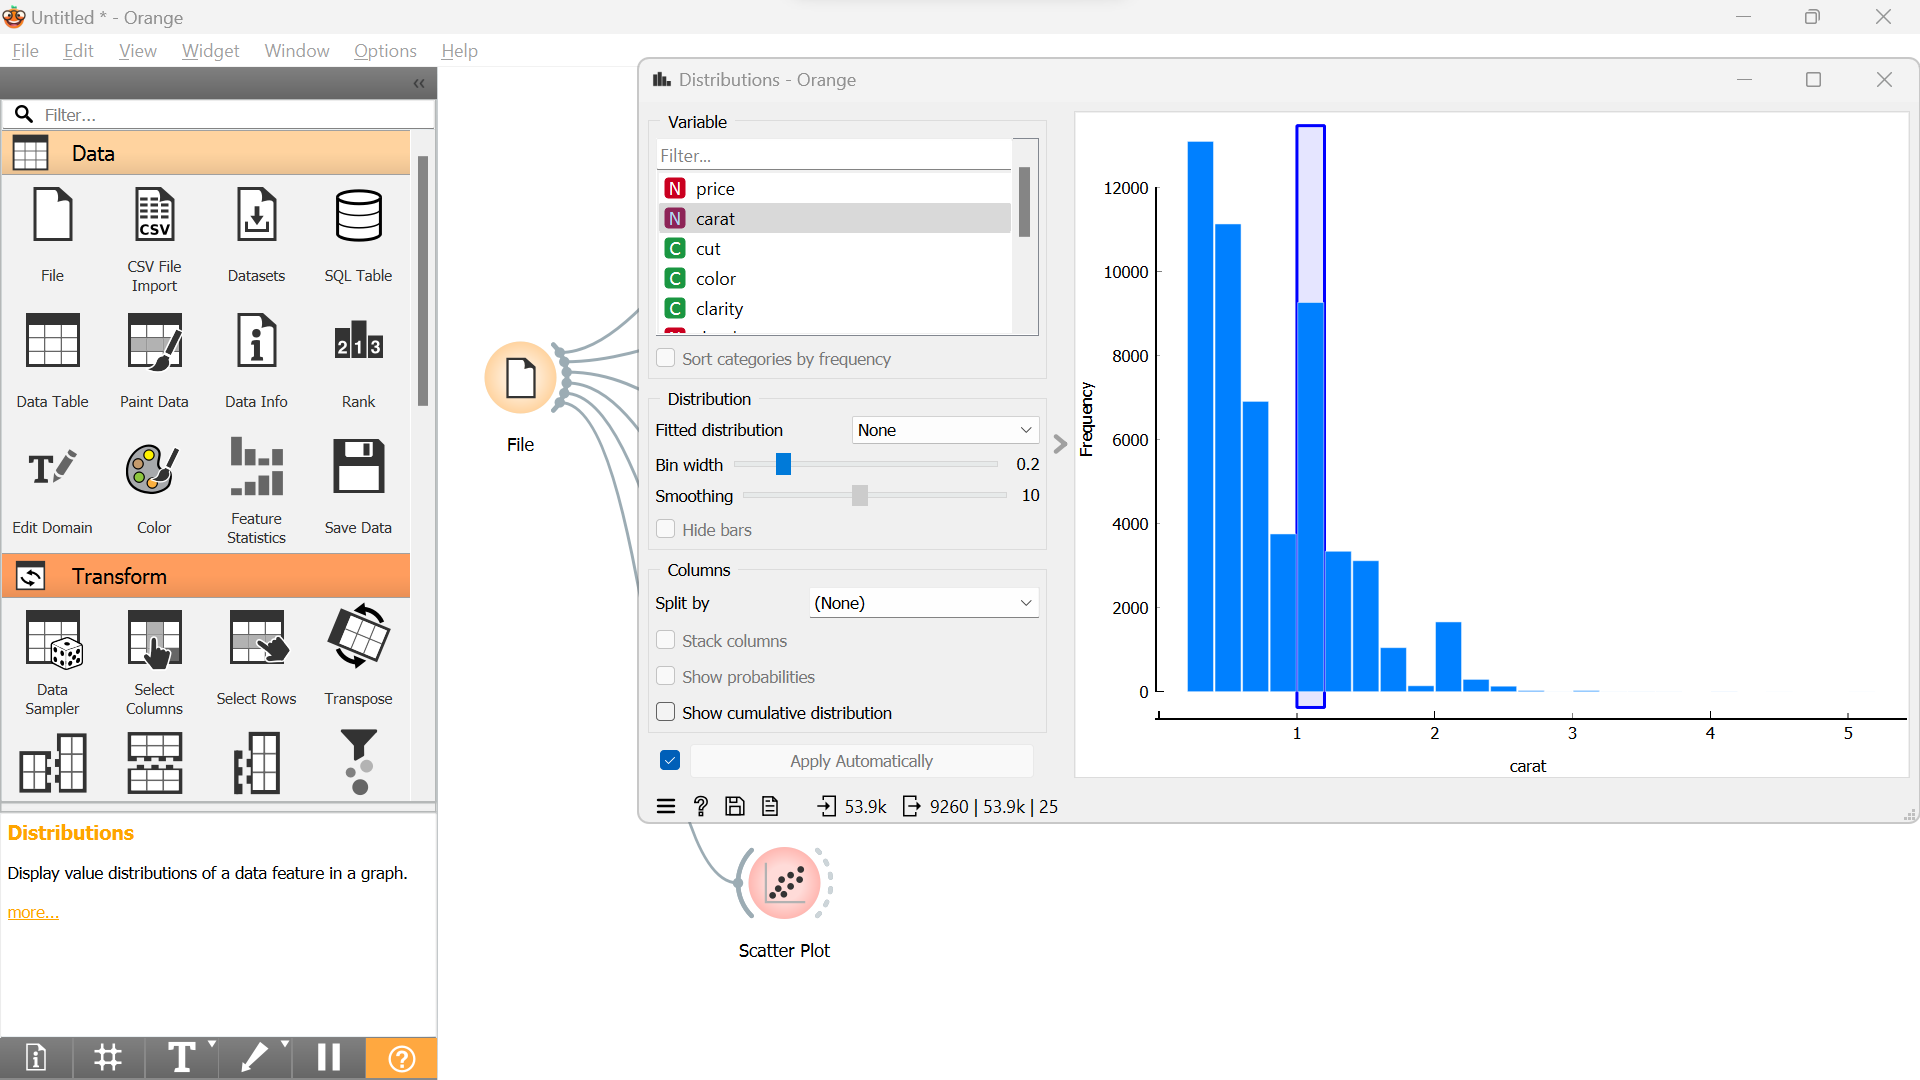 Untitled * - Orange
File Edit View Widget Window Options Help
«
Filter...
Data
File
CSV
CSV File Import
Datasets
SQL Table
Data Table
Paint Data
Data Info
2 1 3
Rank
Edit Domain
Color
Feature Statistics
Save Data
Transform
Data Sampler
Select Columns
Select Rows
Transpose
Distributions
Display value distributions of a data feature in a graph.
more...
File
Scatter Plot
Distributions - Orange
Variable
Filter...
N price
N carat
C cut
C color
C clarity
Sort categories by frequency
Distribution
Fitted distribution None
Bin width 0.2
Smoothing 10
Hide bars
Columns
Split by (None)
Stack columns
Show probabilities
Show cumulative distribution
Apply Automatically
53.9k 9260 | 53.9k | 25
Frequency
12000
10000
8000
6000
4000
2000
0
1 2 3 4 5
carat